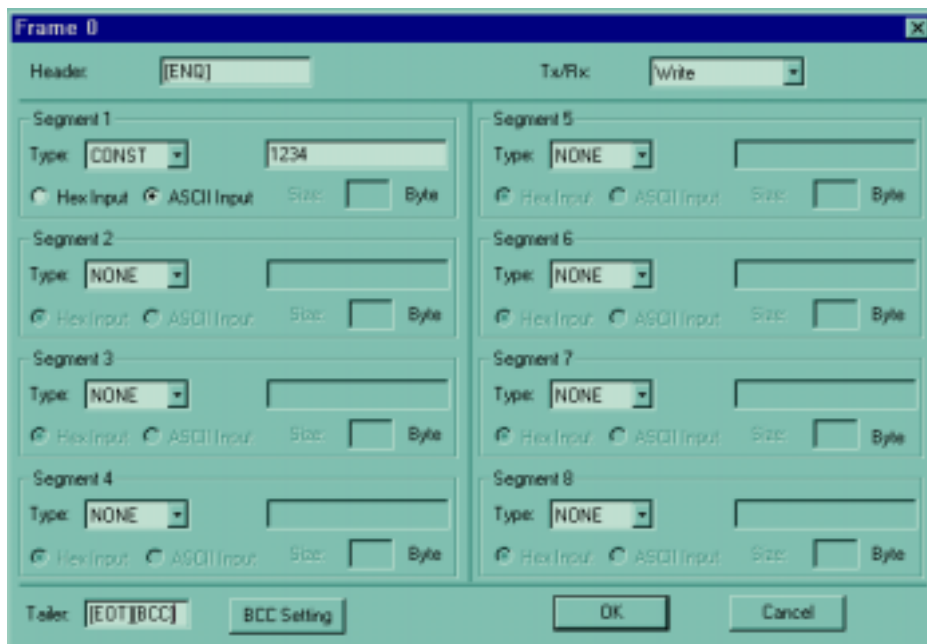 Frame 0
Header: [ENQ] Tx/Rx: Write
Segment 1
Type: CONST 1234
Hex Input ASCII Input Size: Byte
Segment 2
Type: NONE
Hex Input ASCII Input Size: Byte
Segment 3
Type: NONE
Hex Input ASCII Input Size: Byte
Segment 4
Type: NONE
Hex Input ASCII Input Size: Byte
Segment 5
Type: NONE
Hex Input ASCII Input Size: Byte
Segment 6
Type: NONE
Hex Input ASCII Input Size: Byte
Segment 7
Type: NONE
Hex Input ASCII Input Size: Byte
Segment 8
Type: NONE
Hex Input ASCII Input Size: Byte
Tailer: [EOT][BCC] BCC Setting OK Cancel